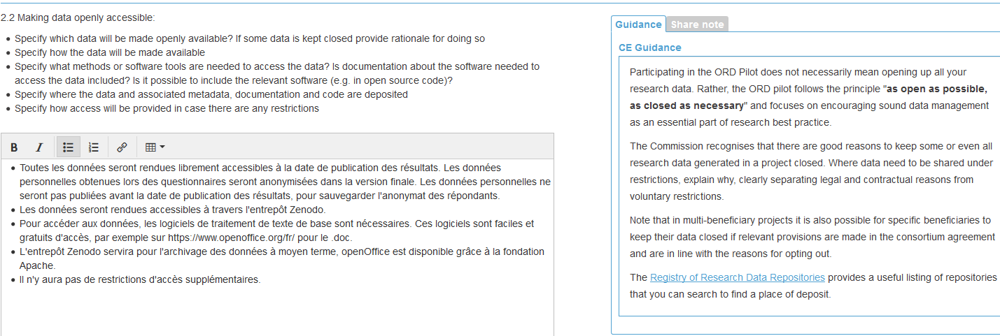 2.2 Making data openly accessible:
• Specify which data will be made openly available? If some data is kept closed provide rationale for doing so
• Specify how the data will be made available
• Specify what methods or software tools are needed to access the data? Is documentation about the software needed to
access the data included? Is it possible to include the relevant software (e.g. in open source code)?
• Specify where the data and associated metadata, documentation and code are deposited
• Specify how access will be provided in case there are any restrictions
B I
• Toutes les données seront rendues librement accessibles à la date de publication des résultats. Les données
personnelles obtenues lors des questionnaires seront anonymisées dans la version finale. Les données personnelles ne
seront pas publiées avant la date de publication des résultats, pour sauvegarder l'anonymat des répondants.
• Les données seront rendues accessibles à travers l'entrepôt Zenodo.
• Pour accéder aux données, les logiciels de traitement de texte de base sont nécessaires. Ces logiciels sont faciles et
gratuits d'accès, par exemple sur https://www.openoffice.org/fr/ pour le .doc.
• L'entrepôt Zenodo servira pour l'archivage des données à moyen terme, openOffice est disponible grâce à la fondation
Apache.
• Il n'y aura pas de restrictions d'accès supplémentaires.
Guidance Share note
CE Guidance
Participating in the ORD Pilot does not necessarily mean opening up all your
research data. Rather, the ORD pilot follows the principle "as open as possible,
as closed as necessary" and focuses on encouraging sound data management
as an essential part of research best practice.
The Commission recognises that there are good reasons to keep some or even all
research data generated in a project closed. Where data need to be shared under
restrictions, explain why, clearly separating legal and contractual reasons from
voluntary restrictions.
Note that in multi-beneficiary projects it is also possible for specific beneficiaries to
keep their data closed if relevant provisions are made in the consortium agreement
and are in line with the reasons for opting out.
The Registry of Research Data Repositories provides a useful listing of repositories
that you can search to find a place of deposit.